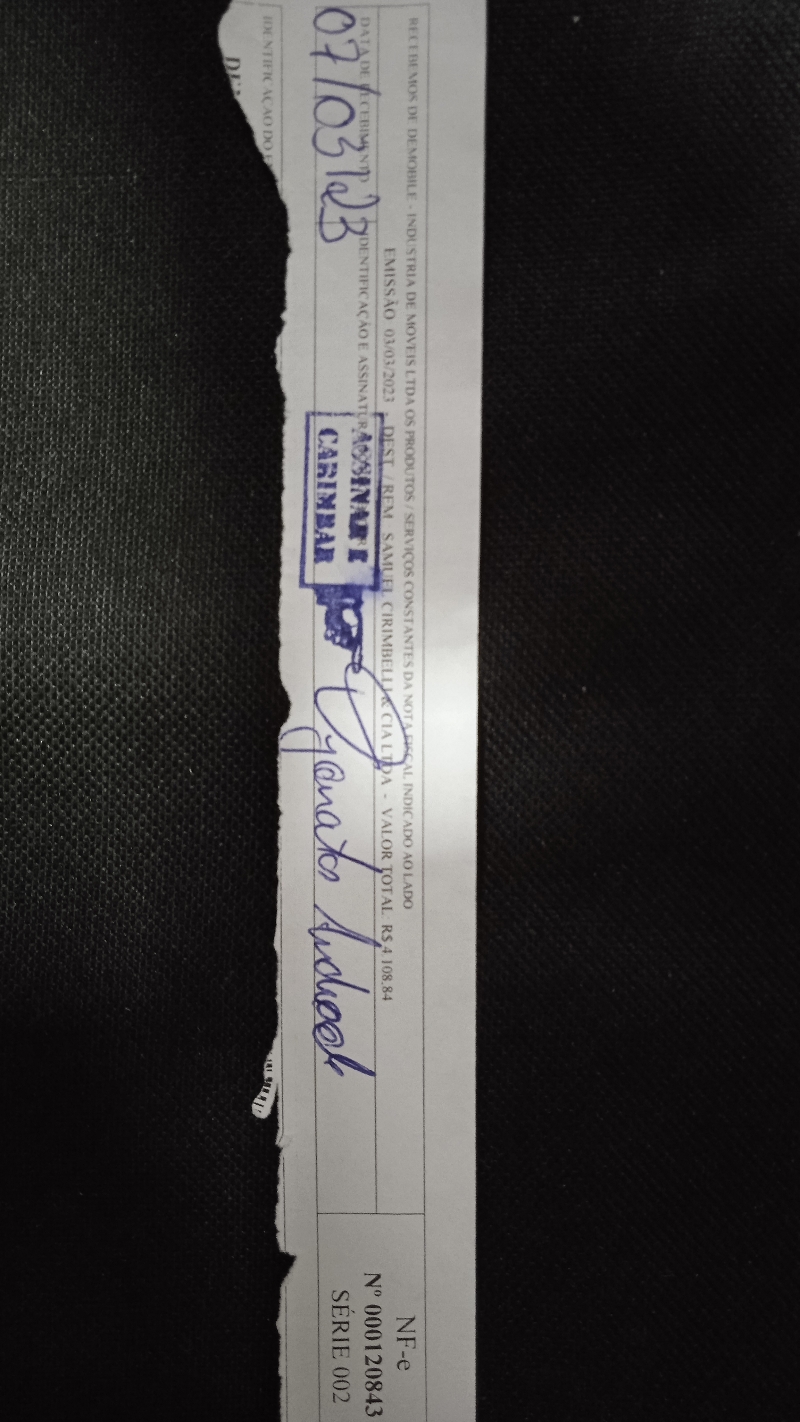 RECEBEMOS DE DEMOBILE - INDUSTRIA DE MOVEIS LTDA OS PRODUTOS / SERVIÇOS CONSTANTES DA NOTA FISCAL INDICADO AO LADO
EMISSÃO 03/03/2023 - DEST. / REM. SAMUEL CIRIMBELLI & CIA LTDA - VALOR TOTAL R$ 4.108,84
DATA DE RECEBIMENTO
IDENTIFICAÇÃO E ASSINATURA
07/03/23
ASSINAR E
CARIMBAR
NF-e
Nº 000120843
SÉRIE 002
IDENTIFICAÇÃO DO